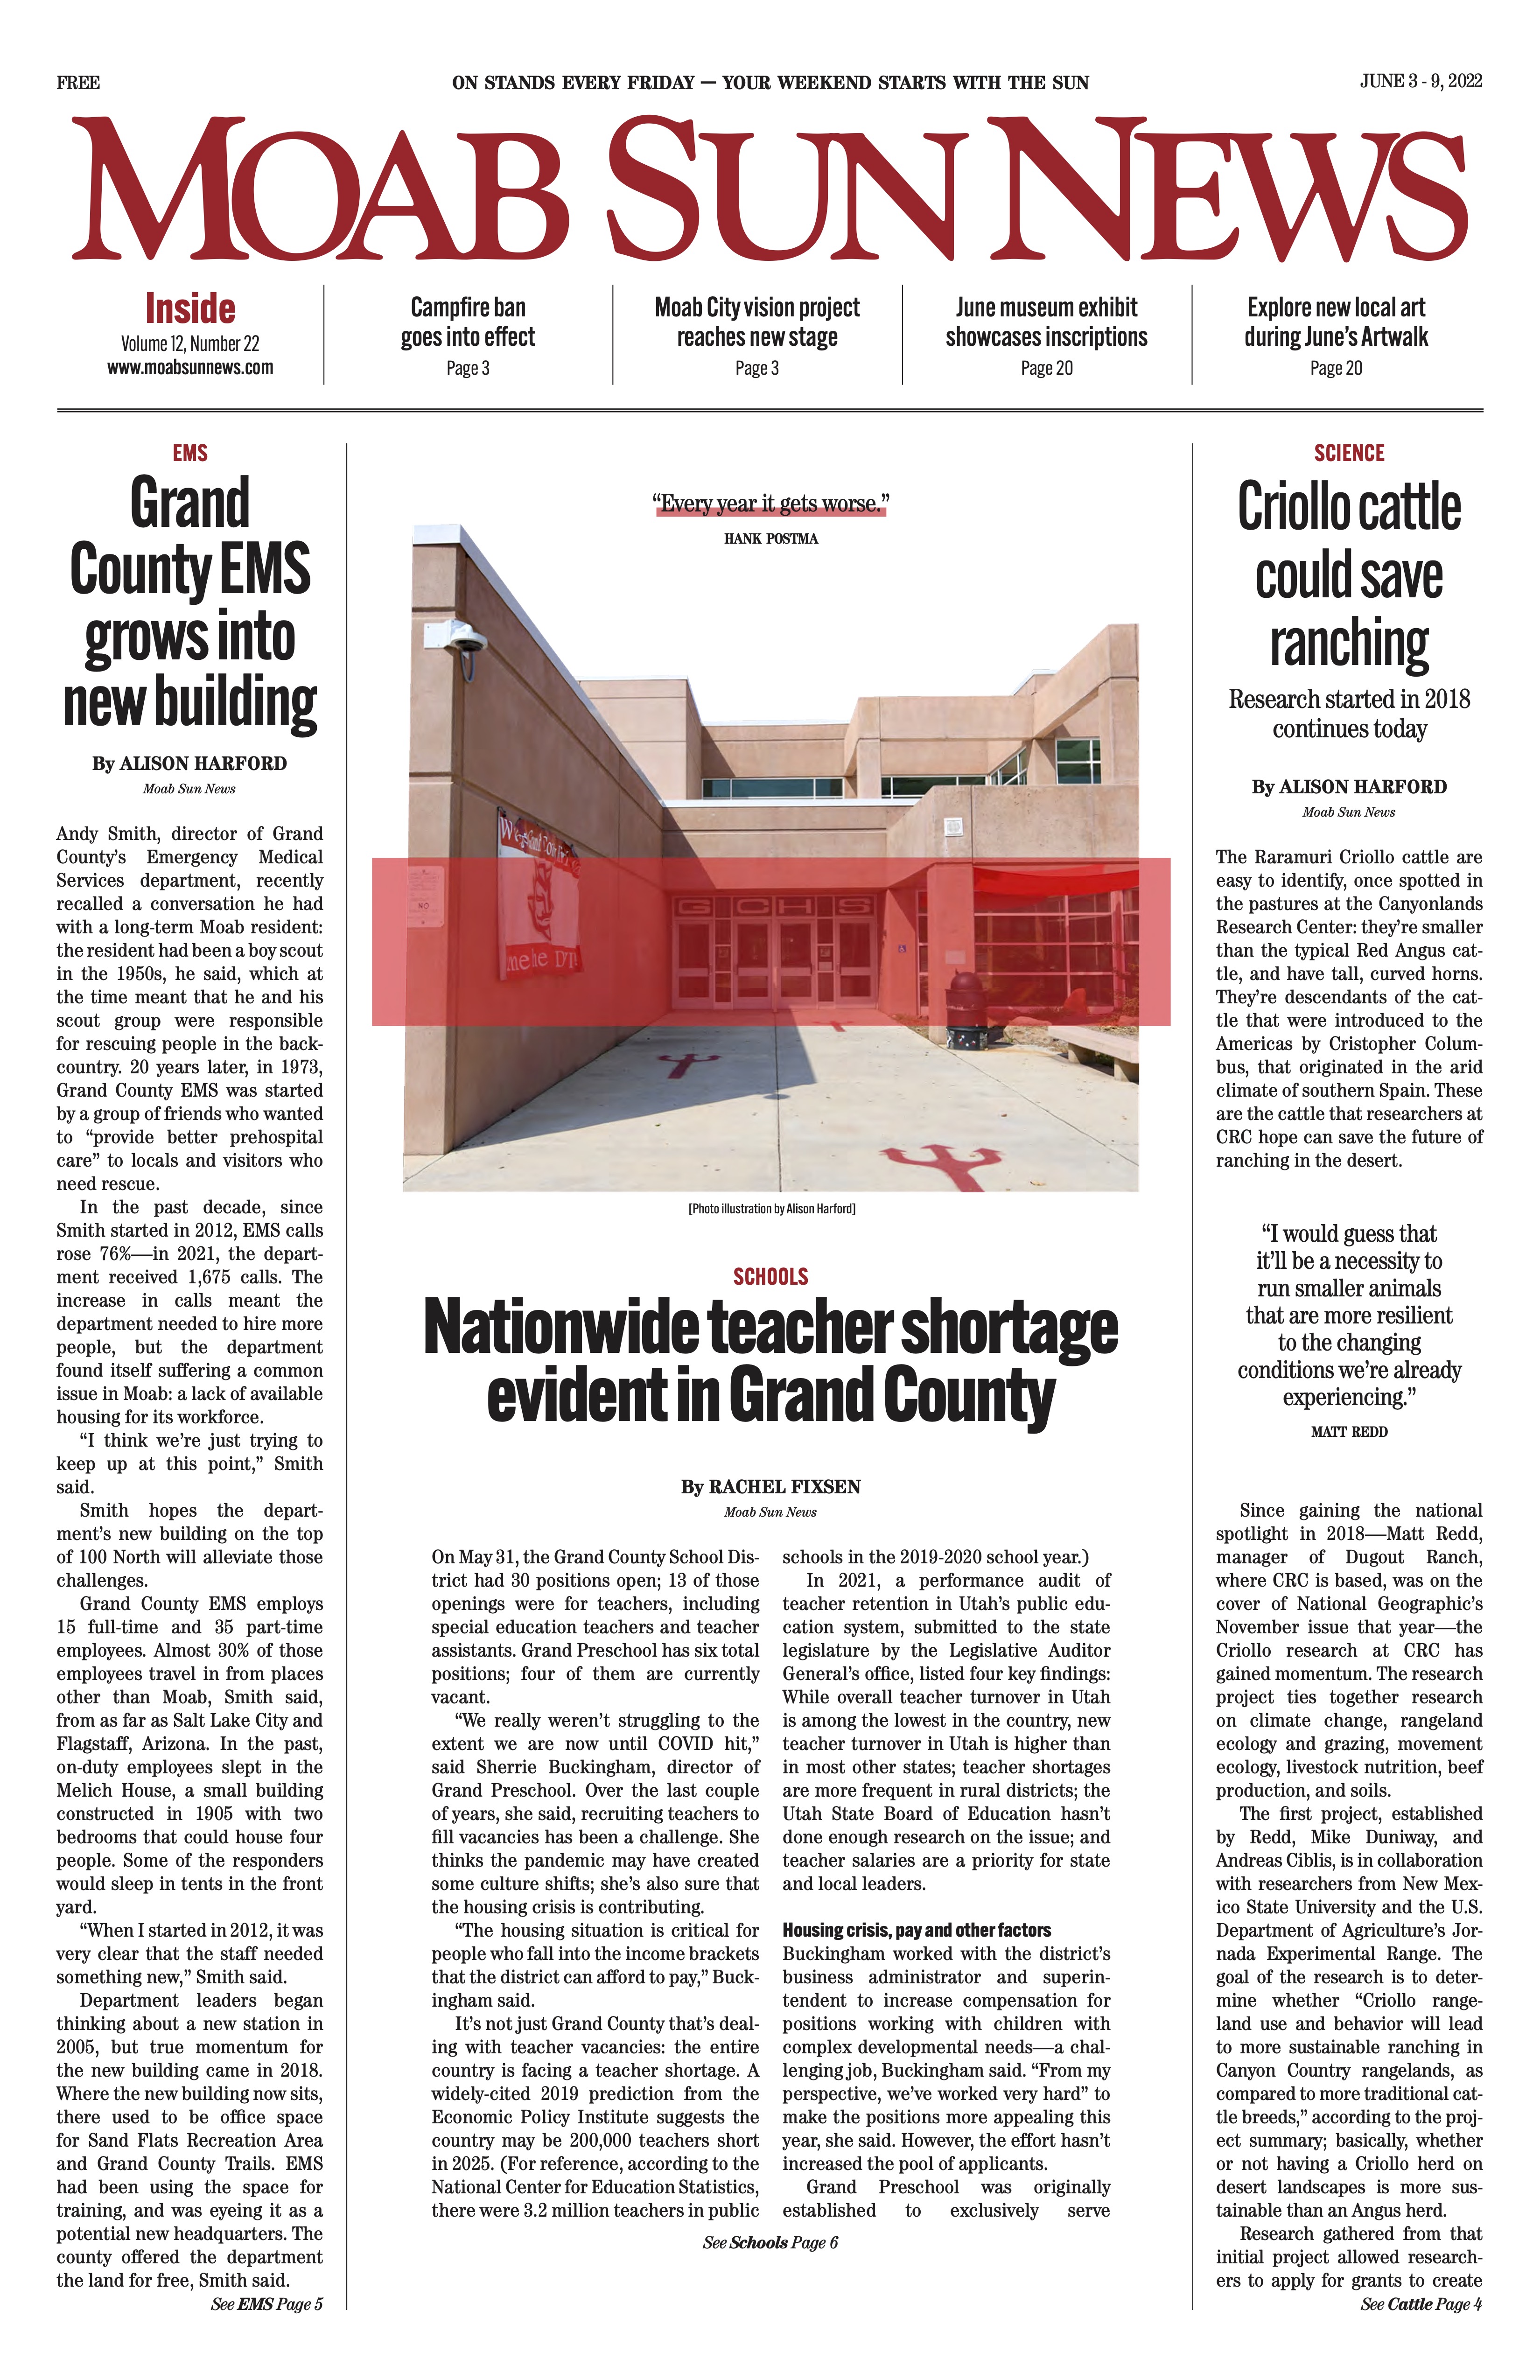 FREE
ON STANDS EVERY FRIDAY — YOUR WEEKEND STARTS WITH THE SUN
JUNE 3 - 9, 2022
MOAB SUN NEWS
Inside
Volume 12, Number 22
www.moabsunnews.com
Campfire ban
goes into effect
Page 3
Moab City vision project
reaches new stage
Page 3
June museum exhibit
showcases inscriptions
Page 20
Explore new local art
during June’s Artwalk
Page 20
EMS
Grand
County EMS
grows into
new building
By ALISON HARFORD
Moab Sun News
Andy Smith, director of Grand
County’s Emergency Medical
Services department, recently
recalled a conversation he had
with a long-term Moab resident:
the resident had been a boy scout
in the 1950s, he said, which at
the time meant that he and his
scout group were responsible
for rescuing people in the back-
country. 20 years later, in 1973,
Grand County EMS was started
by a group of friends who wanted
to “provide better prehospital
care” to locals and visitors who
need rescue.
In the past decade, since
Smith started in 2012, EMS calls
rose 76%—in 2021, the depart-
ment received 1,675 calls. The
increase in calls meant the
department needed to hire more
people, but the department
found itself suffering a common
issue in Moab: a lack of available
housing for its workforce.
“I think we’re just trying to
keep up at this point,” Smith
said.
Smith hopes the depart-
ment’s new building on the top
of 100 North will alleviate those
challenges.
Grand County EMS employs
15 full-time and 35 part-time
employees. Almost 30% of those
employees travel in from places
other than Moab, Smith said,
from as far as Salt Lake City and
Flagstaff, Arizona. In the past,
on-duty employees slept in the
Melich House, a small building
constructed in 1905 with two
bedrooms that could house four
people. Some of the responders
would sleep in tents in the front
yard.
“When I started in 2012, it was
very clear that the staff needed
something new,” Smith said.
Department leaders began
thinking about a new station in
2005, but true momentum for
the new building came in 2018.
Where the new building now sits,
there used to be office space
for Sand Flats Recreation Area
and Grand County Trails. EMS
had been using the space for
training, and was eyeing it as a
potential new headquarters. The
county offered the department
the land for free, Smith said.
See EMS Page 5
“Every year it gets worse.”
HANK POSTMA
GCHS
NO
[Photo illustration by Alison Harford]
SCHOOLS
Nationwide teacher shortage
evident in Grand County
By RACHEL FIXSEN
Moab Sun News
On May 31, the Grand County School Dis-
trict had 30 positions open; 13 of those
openings were for teachers, including
special education teachers and teacher
assistants. Grand Preschool has six total
positions; four of them are currently
vacant.
“We really weren’t struggling to the
extent we are now until COVID hit,”
said Sherrie Buckingham, director of
Grand Preschool. Over the last couple
of years, she said, recruiting teachers to
fill vacancies has been a challenge. She
thinks the pandemic may have created
some culture shifts; she’s also sure that
the housing crisis is contributing.
“The housing situation is critical for
people who fall into the income brackets
that the district can afford to pay,” Buck-
ingham said.
It’s not just Grand County that’s deal-
ing with teacher vacancies: the entire
country is facing a teacher shortage. A
widely-cited 2019 prediction from the
Economic Policy Institute suggests the
country may be 200,000 teachers short
in 2025. (For reference, according to the
National Center for Education Statistics,
there were 3.2 million teachers in public
schools in the 2019-2020 school year.)
In 2021, a performance audit of
teacher retention in Utah’s public edu-
cation system, submitted to the state
legislature by the Legislative Auditor
General’s office, listed four key findings:
While overall teacher turnover in Utah
is among the lowest in the country, new
teacher turnover in Utah is higher than
in most other states; teacher shortages
are more frequent in rural districts; the
Utah State Board of Education hasn’t
done enough research on the issue; and
teacher salaries are a priority for state
and local leaders.
Housing crisis, pay and other factors
Buckingham worked with the district’s
business administrator and superin-
tendent to increase compensation for
positions working with children with
complex developmental needs—a chal-
lenging job, Buckingham said. “From my
perspective, we’ve worked very hard” to
make the positions more appealing this
year, she said. However, the effort hasn’t
increased the pool of applicants.
Grand Preschool was originally
established to exclusively serve
See Schools Page 6
SCIENCE
Criollo cattle
could save
ranching
Research started in 2018
continues today
By ALISON HARFORD
Moab Sun News
The Raramuri Criollo cattle are
easy to identify, once spotted in
the pastures at the Canyonlands
Research Center: they’re smaller
than the typical Red Angus cat-
tle, and have tall, curved horns.
They’re descendants of the cat-
tle that were introduced to the
Americas by Cristopher Colum-
bus, that originated in the arid
climate of southern Spain. These
are the cattle that researchers at
CRC hope can save the future of
ranching in the desert.
“I would guess that
it’ll be a necessity to
run smaller animals
that are more resilient
to the changing
conditions we’re already
experiencing.”
MATT REDD
Since gaining the national
spotlight in 2018—Matt Redd,
manager of Dugout Ranch,
where CRC is based, was on the
cover of National Geographic’s
November issue that year—the
Criollo research at CRC has
gained momentum. The research
project ties together research
on climate change, rangeland
ecology and grazing, movement
ecology, livestock nutrition, beef
production, and soils.
The first project, established
by Redd, Mike Duniway, and
Andreas Ciblis, is in collaboration
with researchers from New Mex-
ico State University and the U.S.
Department of Agriculture’s Jor-
nada Experimental Range. The
goal of the research is to deter-
mine whether “Criollo range-
land use and behavior will lead
to more sustainable ranching in
Canyon Country rangelands, as
compared to more traditional cat-
tle breeds,” according to the proj-
ect summary; basically, whether
or not having a Criollo herd on
desert landscapes is more sus-
tainable than an Angus herd.
Research gathered from that
initial project allowed research-
ers to apply for grants to create
See Cattle Page 4